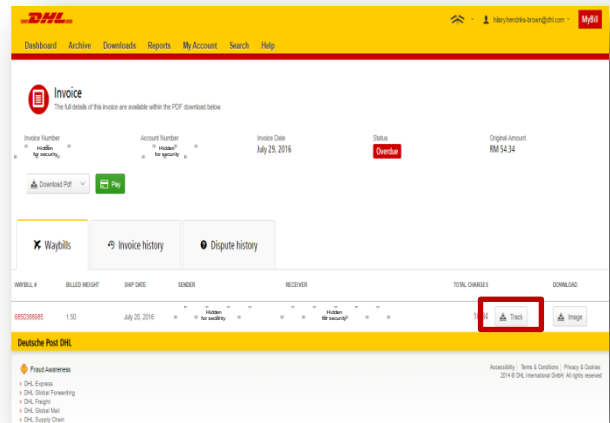 DHL
hilary.hendriks-brown@dhl.com
MyBill
Dashboard Archive Downloads Reports My Account Search Help
Invoice
The full details of this invoice are available within the PDF download below.
Invoice Number Account Number Invoice Date Status Original Amount
Hidden for security Hidden for security July 29, 2016 Overdue RM 54.34
Download Pdf Pay
Waybills Invoice history Dispute history
WAYBILL # BILLED WEIGHT SHIP DATE SENDER RECEIVER TOTAL CHARGES DOWNLOAD
6850386985 1.50 July 20, 2016 Hidden for security Hidden for security Track Image
Deutsche Post DHL
Fraud Awareness
Accessibility | Terms & Conditions | Privacy & Cookies
2014 © DHL International GmbH. All rights reserved
DHL Express
DHL Global Forwarding
DHL Freight
DHL Global Mail
DHL Supply Chain